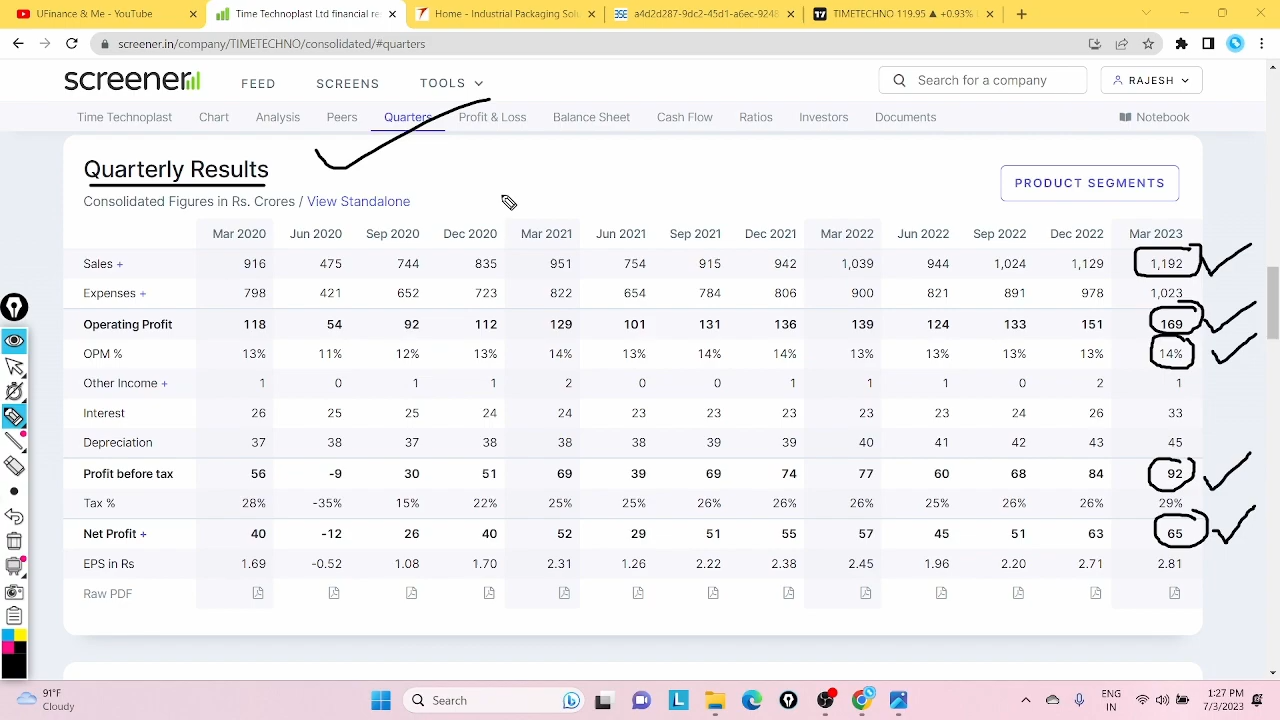 UFinance & Me - YouTube
Time Technoplast Ltd financial re
Home - Industrial Packaging Solu
a4d2d287-9dc2-45d1-a6ec-9248
TIMETECHNO 119.95 ▲ +0.93%
screener.in/company/TIMETECHNO/consolidated/#quarters
screener
FEED SCREENS TOOLS
Search for a company
RAJESH
Time Technoplast Chart Analysis Peers Quarters Profit & Loss Balance Sheet Cash Flow Ratios Investors Documents Notebook
Quarterly Results
PRODUCT SEGMENTS
Consolidated Figures in Rs. Crores / View Standalone
Mar 2020 Jun 2020 Sep 2020 Dec 2020 Mar 2021 Jun 2021 Sep 2021 Dec 2021 Mar 2022 Jun 2022 Sep 2022 Dec 2022 Mar 2023
Sales + 916 475 744 835 951 754 915 942 1,039 944 1,024 1,129 1,192
Expenses + 798 421 652 723 822 654 784 806 900 821 891 978 1,023
Operating Profit 118 54 92 112 129 101 131 136 139 124 133 151 169
OPM % 13% 11% 12% 13% 14% 13% 14% 14% 13% 13% 13% 13% 14%
Other Income + 1 0 1 1 2 0 0 1 1 1 0 2 1
Interest 26 25 25 24 24 23 23 23 23 23 24 26 33
Depreciation 37 38 37 38 38 38 39 39 40 41 42 43 45
Profit before tax 56 -9 30 51 69 39 69 74 77 60 68 84 92
Tax % 28% -35% 15% 22% 25% 25% 26% 26% 26% 25% 26% 26% 29%
Net Profit + 40 -12 26 40 52 29 51 55 57 45 51 63 65
EPS in Rs 1.69 -0.52 1.08 1.70 2.31 1.26 2.22 2.38 2.45 1.96 2.20 2.71 2.81
Raw PDF
91°F
Cloudy
Search
ENG
IN
1:27 PM
7/3/2023